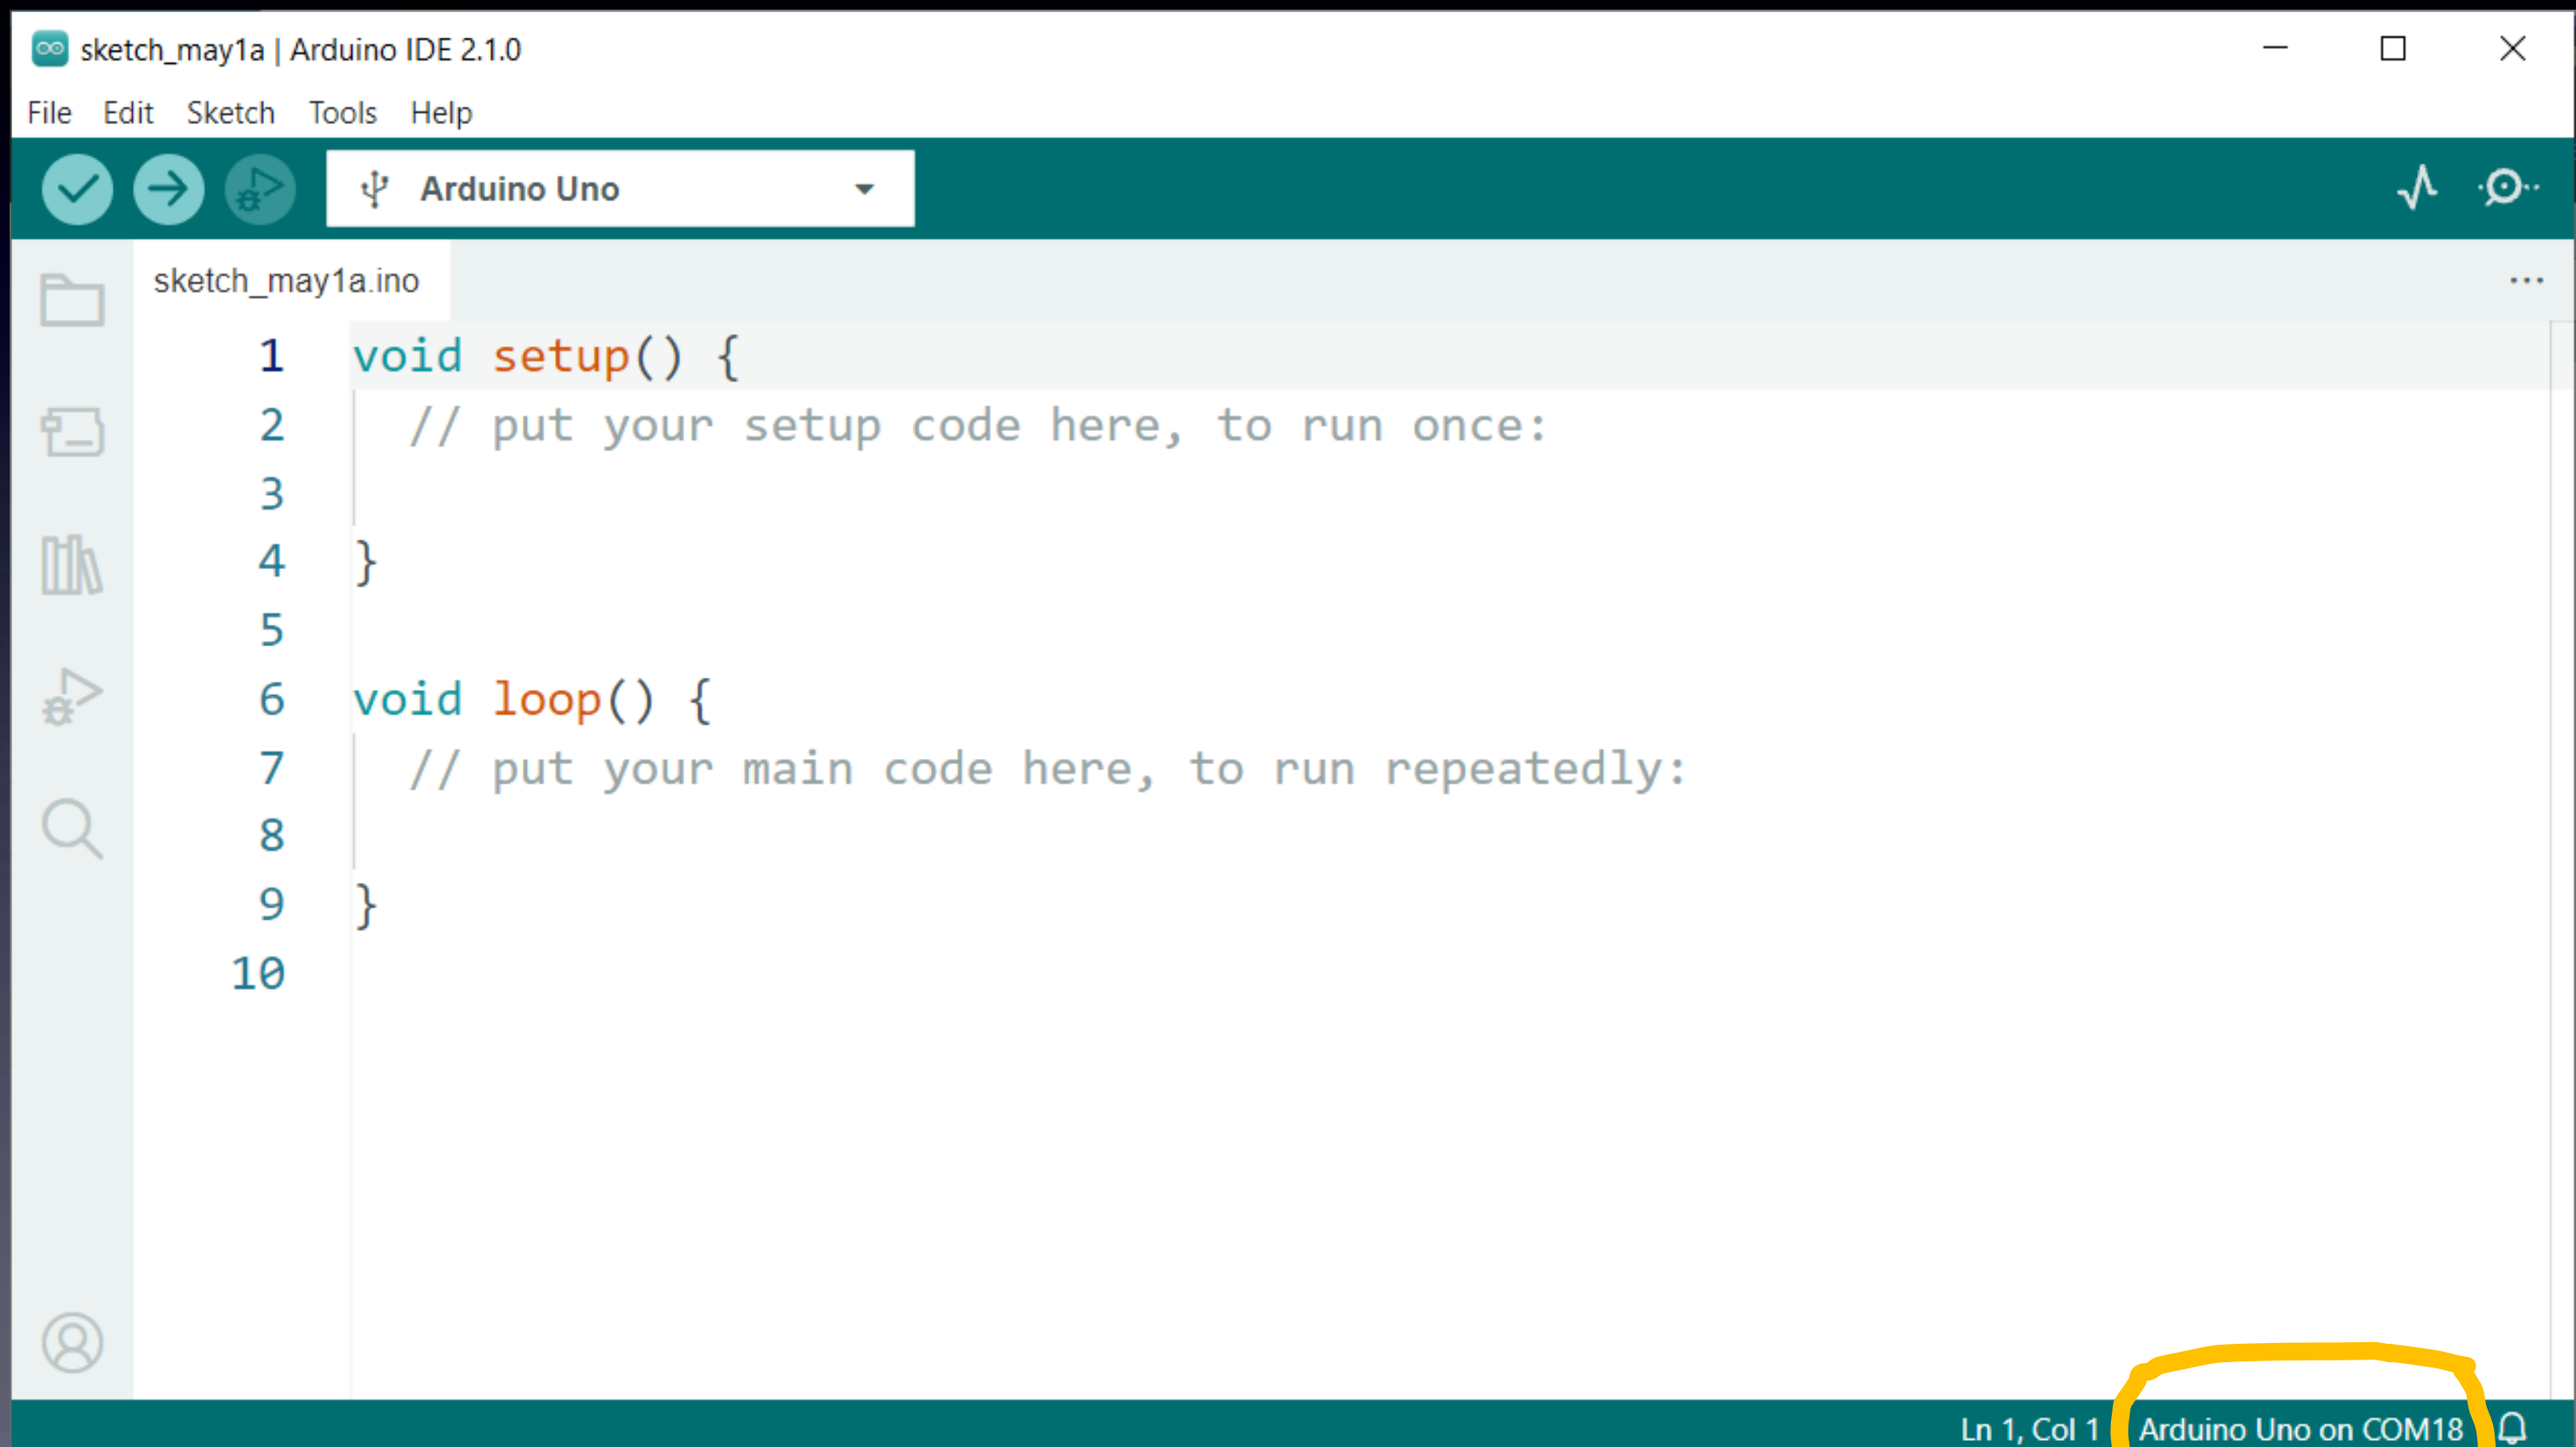 sketch_may1a | Arduino IDE 2.1.0
File Edit Sketch Tools Help
Arduino Uno
sketch_may1a.ino
1 void setup() {
2 // put your setup code here, to run once:
3
4 }
5
6 void loop() {
7 // put your main code here, to run repeatedly:
8
9 }
10
Ln 1, Col 1 Arduino Uno on COM18